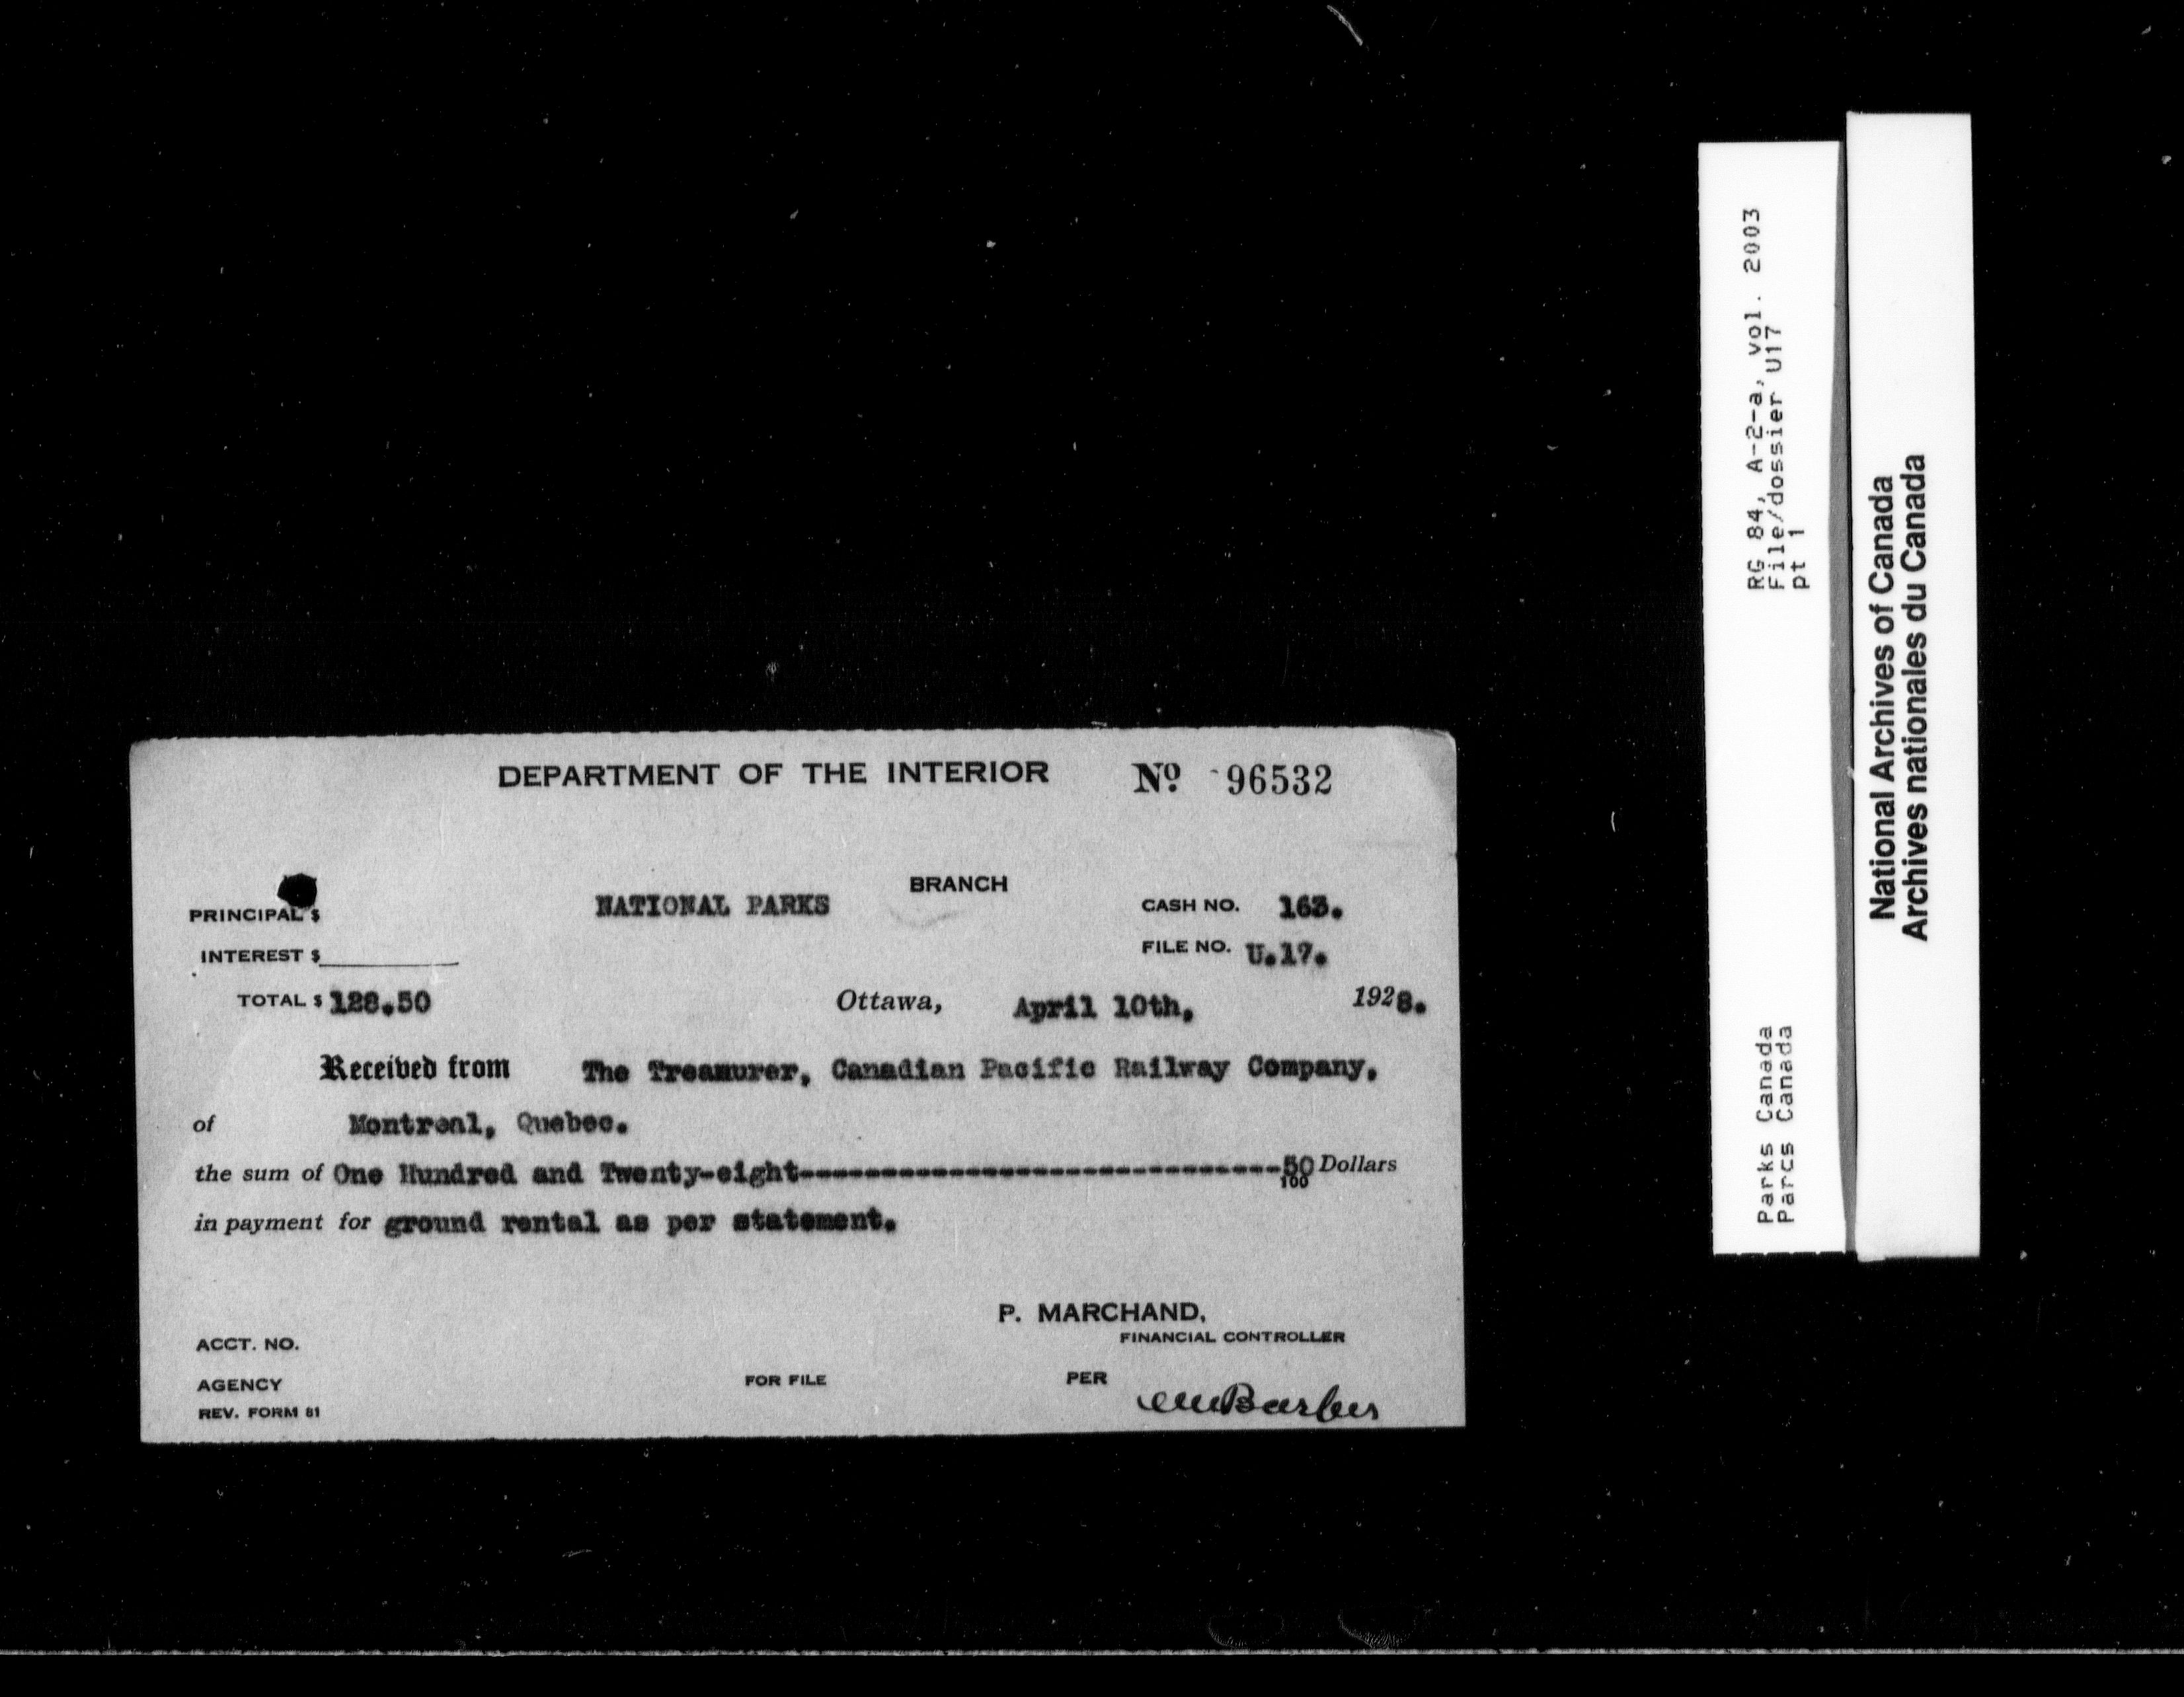 DEPARTMENT OF THE INTERIOR Nº 96532
BRANCH
NATIONAL PARKS
PRINCIPAL $
CASH NO. 163.
INTEREST $
FILE NO. U.17.
TOTAL $ 128.50 Ottawa, April 10th, 1928.
Received from The Treasurer, Canadian Pacific Railway Company,
of Montreal, Quebec.
the sum of One Hundred and Twenty-eight------------------------------50/100 Dollars
in payment for ground rental as per statement.
P. MARCHAND,
FINANCIAL CONTROLLER
ACCT. NO.
AGENCY FOR FILE PER
REV. FORM 81
RG 84, A-2-a, vol. 2003
File/dossier U17
pt 1
Parks Canada
Parcs Canada
National Archives of Canada
Archives nationales du Canada